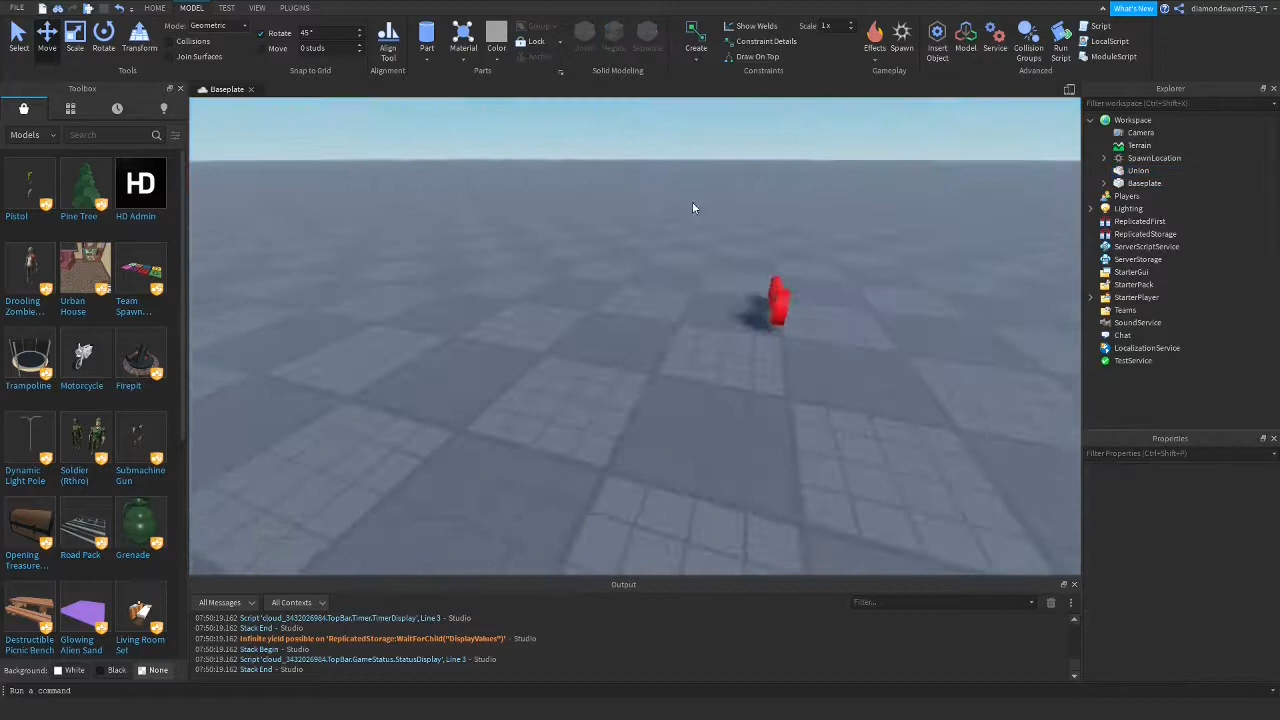 FILE HOME MODEL TEST VIEW PLUGINS What's New diamondsword755_YT
Select Move Scale Rotate Transform
Mode: Geometric
Collisions
Join Surfaces
Tools
Rotate 45°
Move 0 studs
Snap to Grid
Align Tool
Alignment
Part Material Color
Group
Lock
Anchor
Parts
Union Negate Separate
Solid Modeling
Create
Show Welds
Constraint Details
Draw On Top
Scale 1x
Constraints
Effects Spawn
Gameplay
Insert Object
Model Service
Collision Groups
Run Script
Script
LocalScript
ModuleScript
Advanced
Toolbox
Baseplate
Models Search
Pistol Pine Tree HD Admin
HD
Drooling Zombie...
Urban House
Team Spawn...
Trampoline Motorcycle Firepit
Dynamic Light Pole
Soldier (Rthro)
Submachine Gun
Opening Treasure...
Road Pack
Grenade
Destructible Picnic Bench
Glowing Alien Sand
Living Room Set
Background: White Black None
Run a command
Output
All Messages All Contexts Filter...
07:50:19.162 Script 'cloud_3432026984.TopBar.Timer.TimerDisplay', Line 3 - Studio
07:50:19.162 Stack End - Studio
07:50:19.162 Infinite yield possible on 'ReplicatedStorage:WaitForChild("DisplayValues")' - Studio
07:50:19.162 Stack Begin - Studio
07:50:19.162 Script 'cloud_3432026984.TopBar.GameStatus.StatusDisplay', Line 3 - Studio
07:50:19.162 Stack End - Studio
Explorer
Filter workspace (Ctrl+Shift+X)
Workspace
Camera
Terrain
SpawnLocation
Union
Baseplate
Players
Lighting
ReplicatedFirst
ReplicatedStorage
ServerScriptService
ServerStorage
StarterGui
StarterPack
StarterPlayer
Teams
SoundService
Chat
LocalizationService
TestService
Properties
Filter Properties (Ctrl+Shift+P)